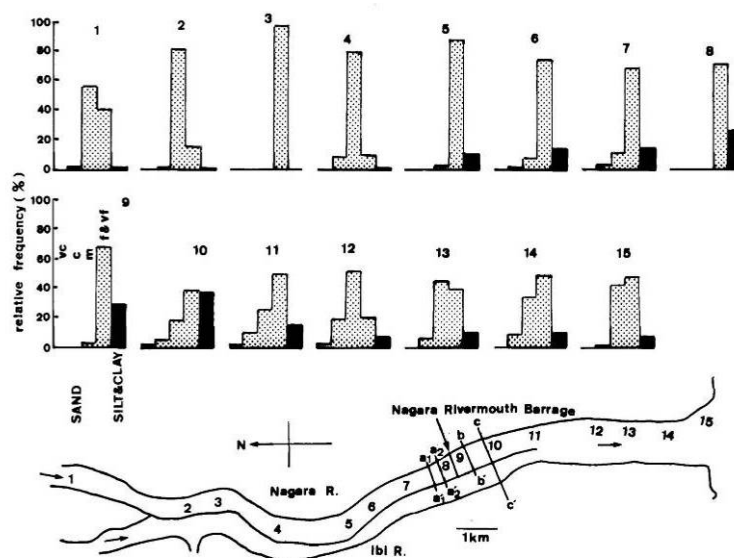 relative frequency (%)
100
80
60
40
20
0
1
2
3
4
5
6
7
8
100
80
60
40
20
0
vc
c
m
f & vf
9
10
11
12
13
14
15
SAND
SILT&CLAY
N
Nagara Rivermouth Barrage
Nagara R.
Ibi R.
1
2
3
4
5
6
7
a1
a2
8
9
b
c
10
11
12
13
14
15
a1′
a2′
b′
c′
1km